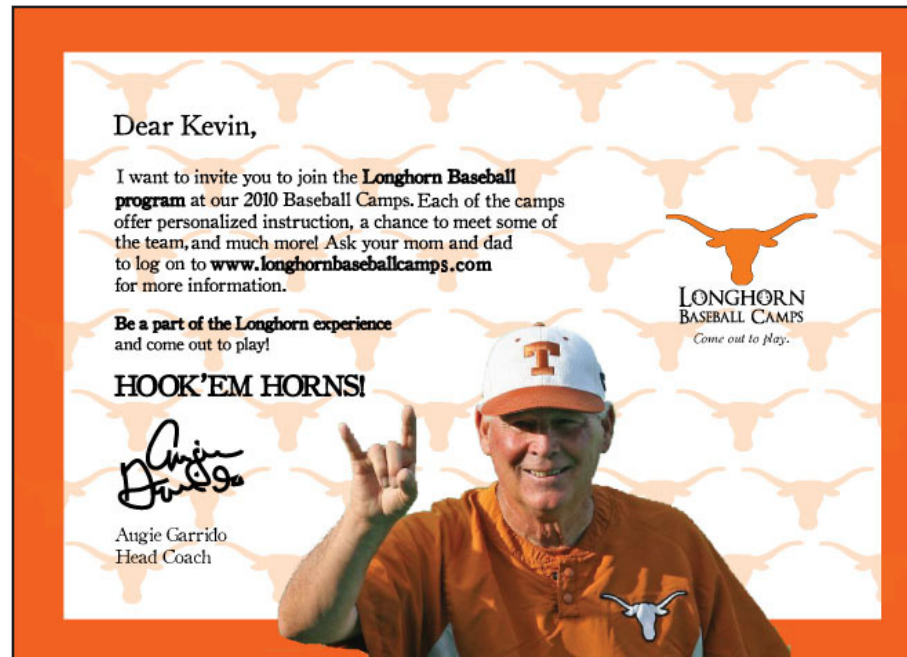 Dear Kevin,
I want to invite you to join the Longhorn Baseball
program at our 2010 Baseball Camps. Each of the camps
offer personalized instruction, a chance to meet some of
the team, and much more! Ask your mom and dad
to log on to www.longhornbaseballcamps.com
for more information.
Be a part of the Longhorn experience
and come out to play!
HOOK'EM HORNS!
Augie
Garrido
Augie Garrido
Head Coach
LONGHORN
BASEBALL CAMPS
Come out to play.
T